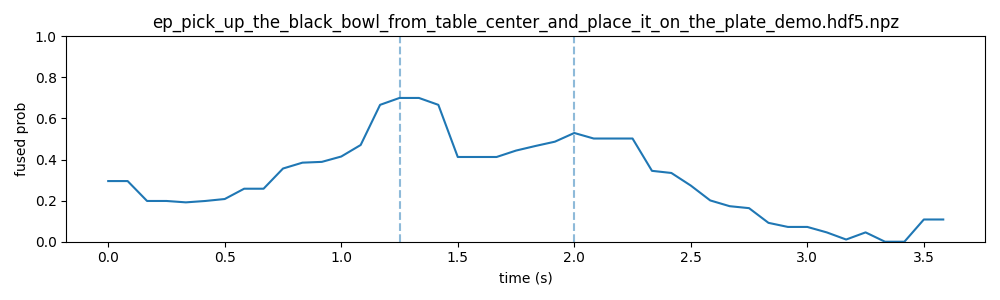 ep_pick_up_the_black_bowl_from_table_center_and_place_it_on_the_plate_demo.hdf5.npz
1.0
0.8
0.6
0.4
0.2
0.0
fused prob
0.0 0.5 1.0 1.5 2.0 2.5 3.0 3.5
time (s)